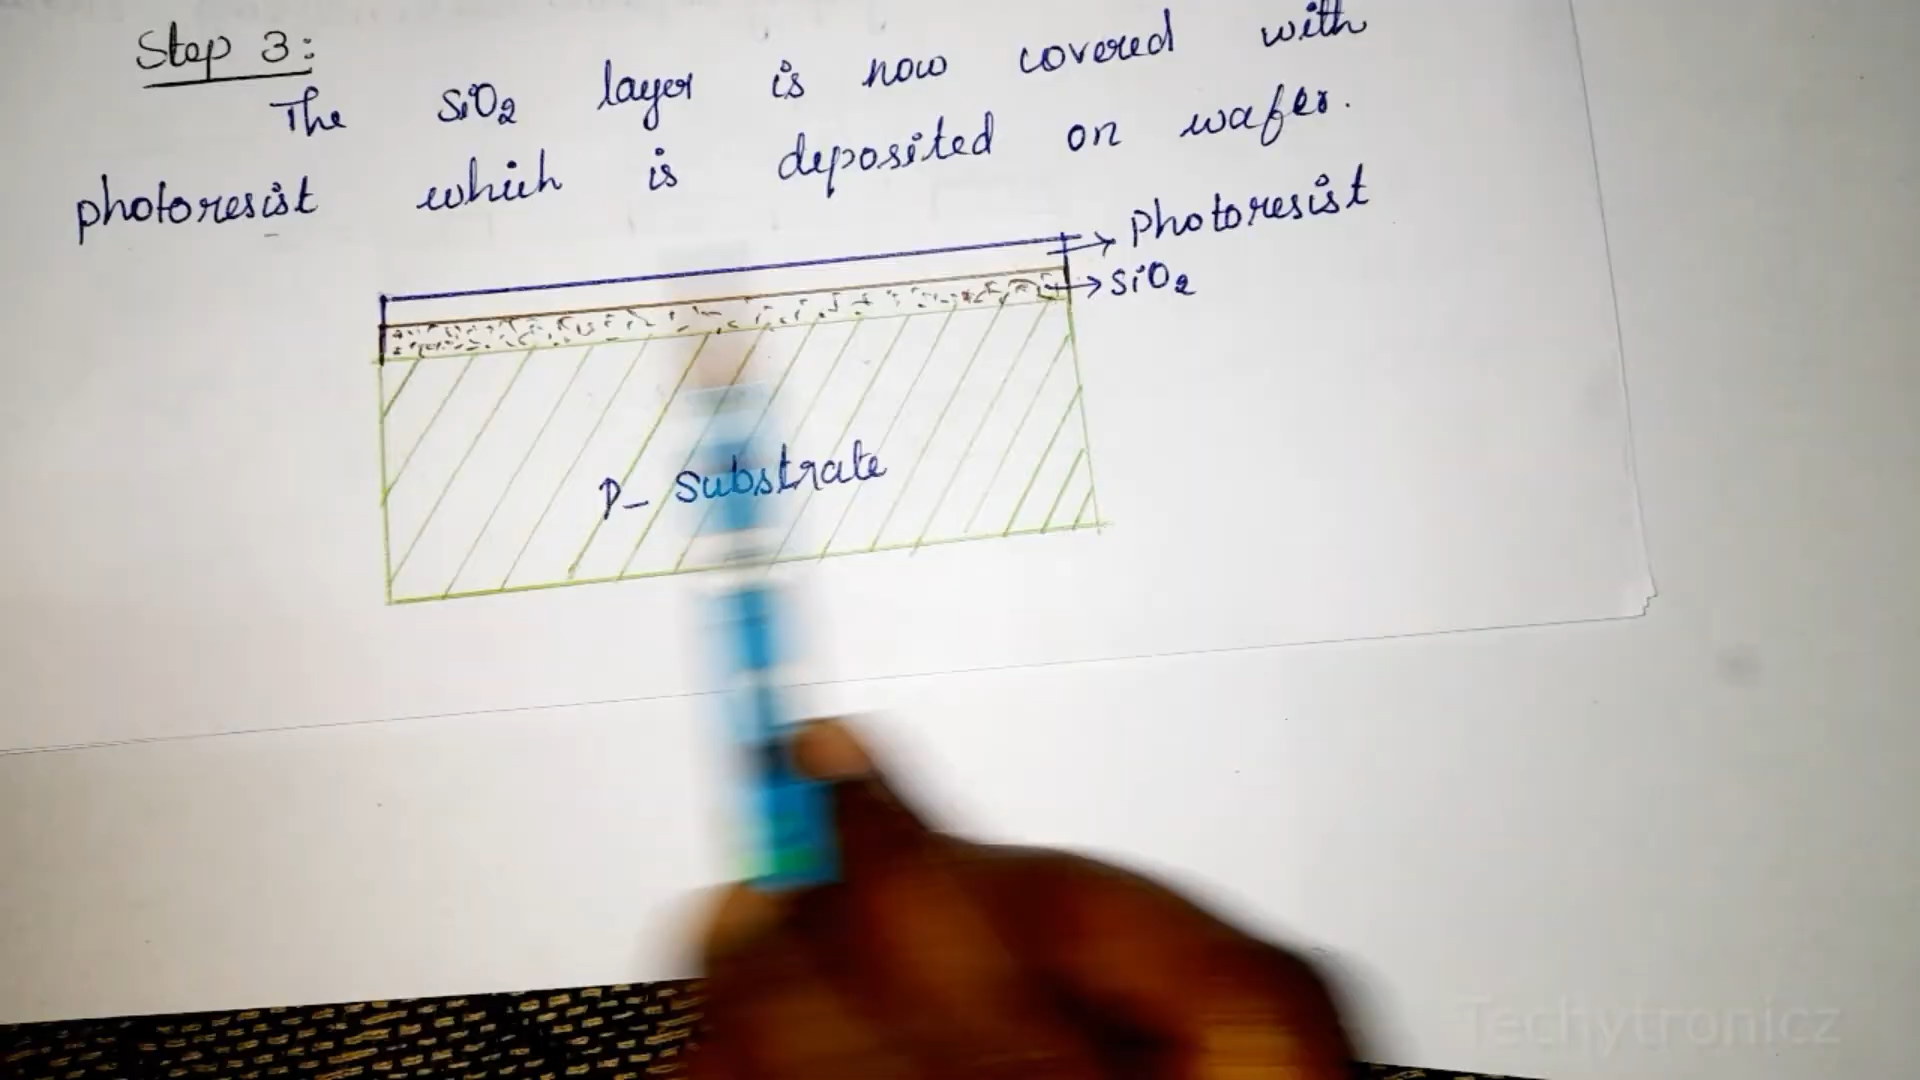 Step 3:
The SiO2 layer is now covered with
photoresist which is deposited on wafer.
Photoresist
SiO2
P- Substrate
Techytronicz